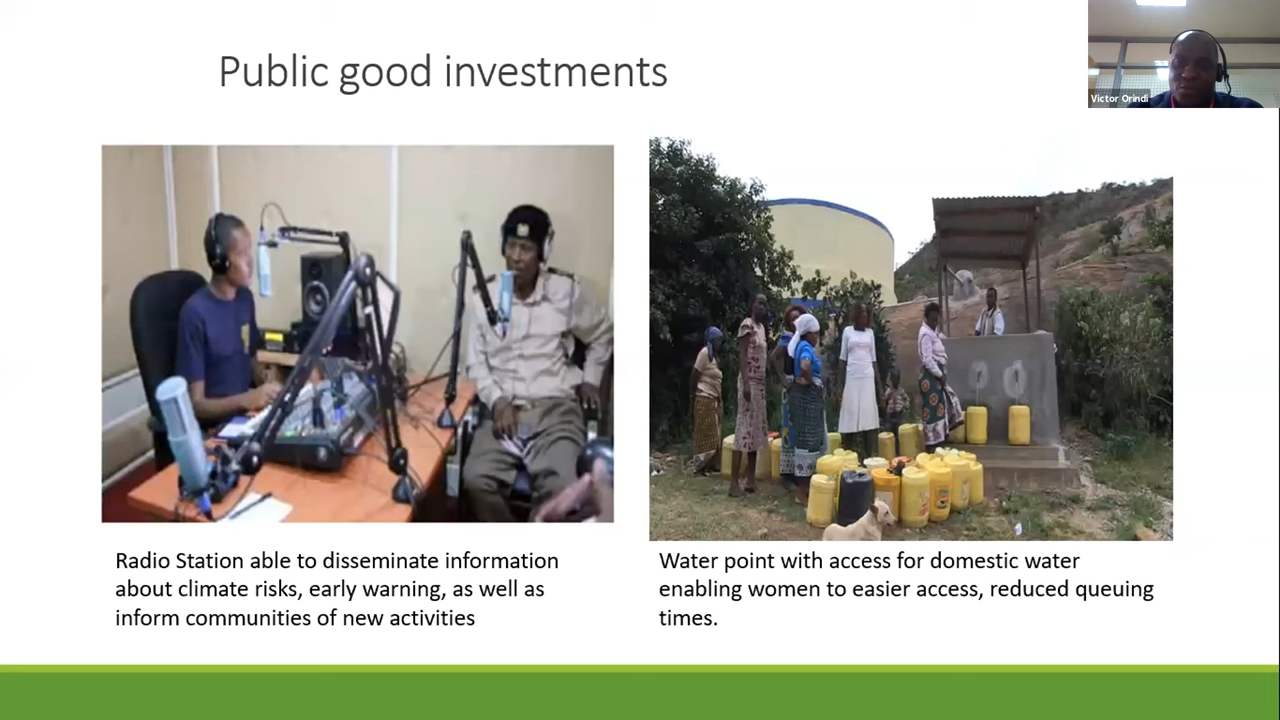 Public good investments
Victor Orindi
Radio Station able to disseminate information
about climate risks, early warning, as well as
inform communities of new activities
Water point with access for domestic water
enabling women to easier access, reduced queuing
times.